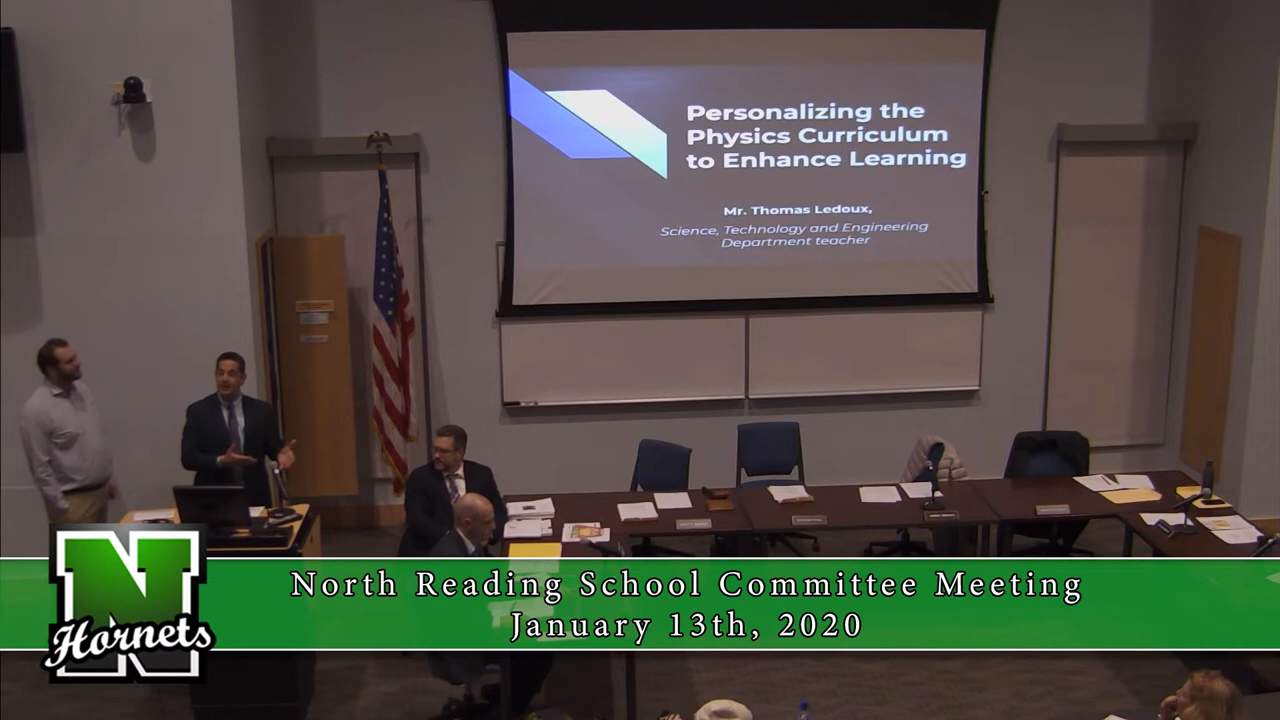 Personalizing the
Physics Curriculum
to Enhance Learning
Mr. Thomas Ledoux,
Science, Technology and Engineering
Department teacher
North Reading School Committee Meeting
January 13th, 2020
N
Hornets